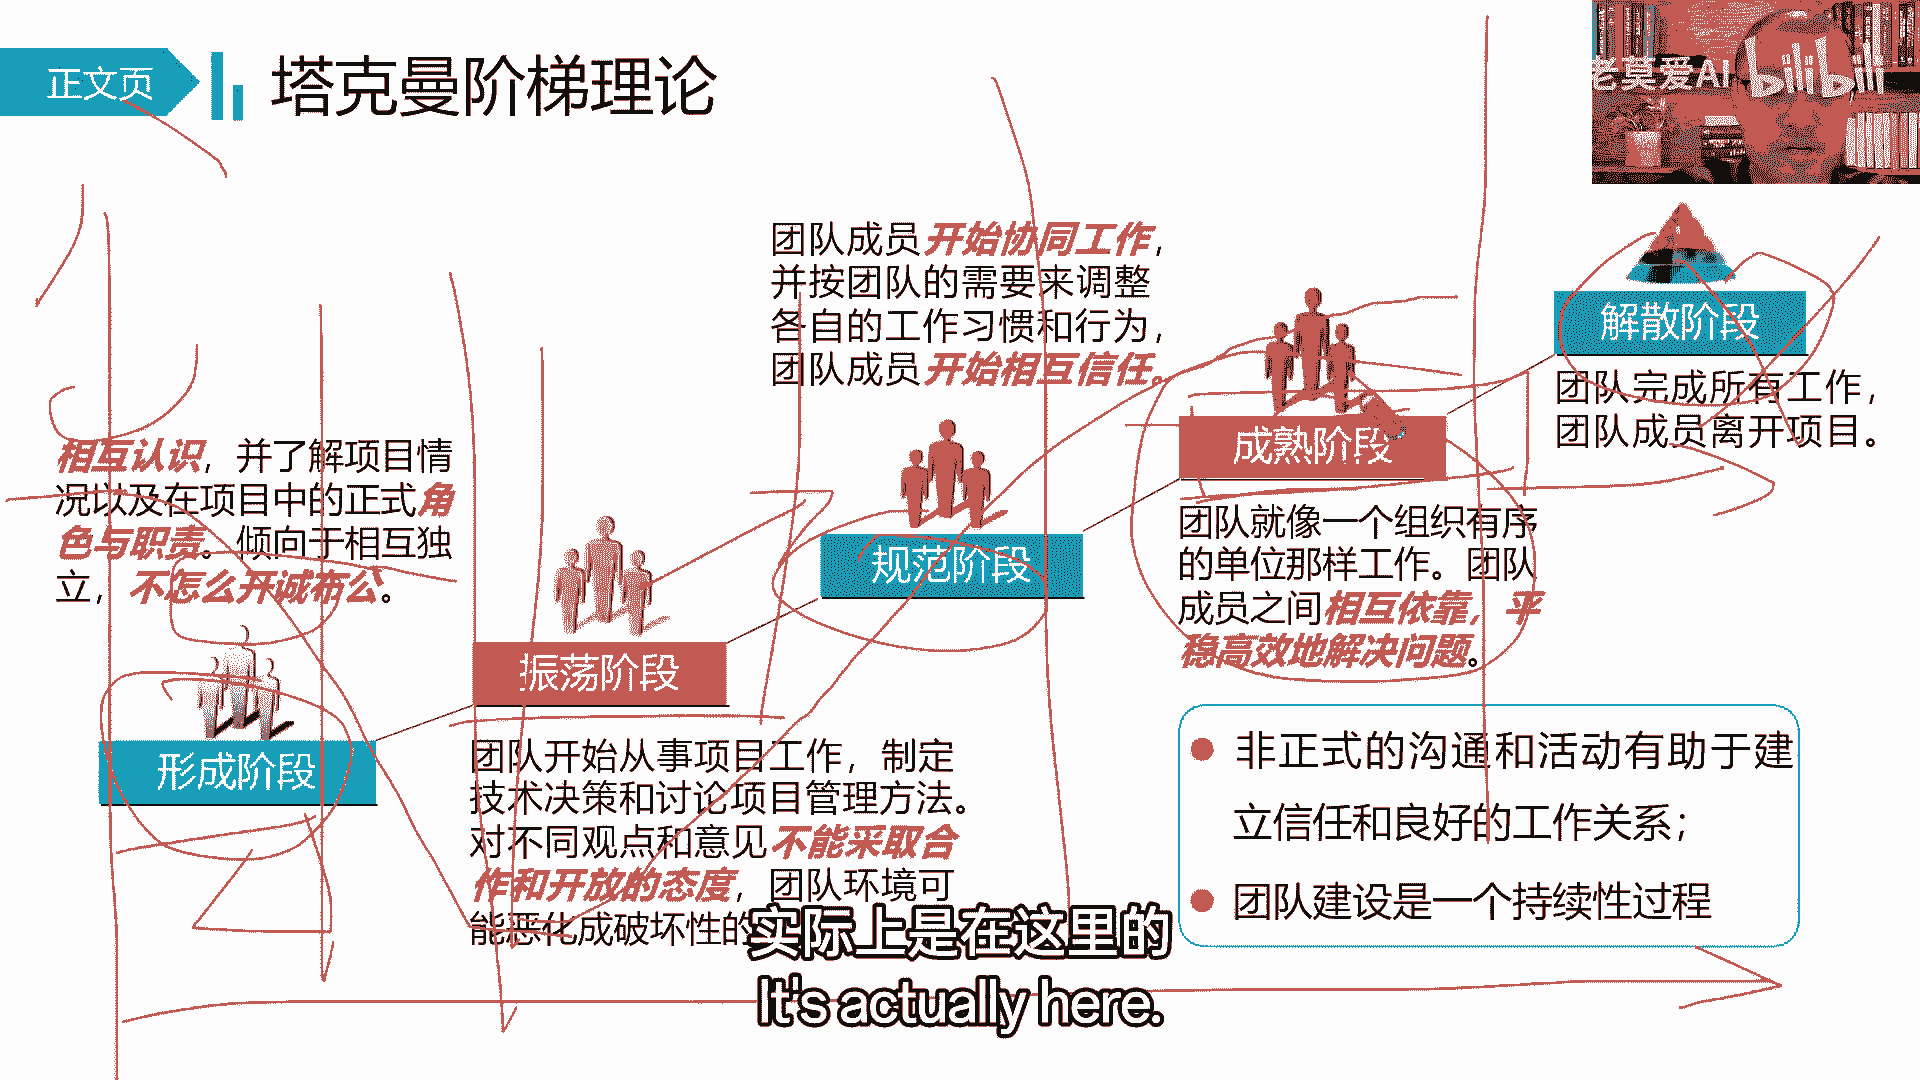 正文页
塔克曼阶梯理论
老莫爱AI
bilibili
团队成员开始协同工作，
并按团队的需要来调整
各自的工作习惯和行为，
团队成员开始相互信任。
解散阶段
团队完成所有工作，
团队成员离开项目。
成熟阶段
团队就像一个组织有序
的单位那样工作。团队
成员之间相互依靠，平
稳高效地解决问题。
相互认识，并了解项目情
况以及在项目中的正式角
色与职责。倾向于相互独
立，不怎么开诚布公。
规范阶段
振荡阶段
形成阶段
团队开始从事项目工作，制定
技术决策和讨论项目管理方法。
对不同观点和意见不能采取合
作和开放的态度，团队环境可
能恶化成破坏性的
非正式的沟通和活动有助于建
立信任和良好的工作关系；
团队建设是一个持续性过程
实际上是在这里的
It's actually here.